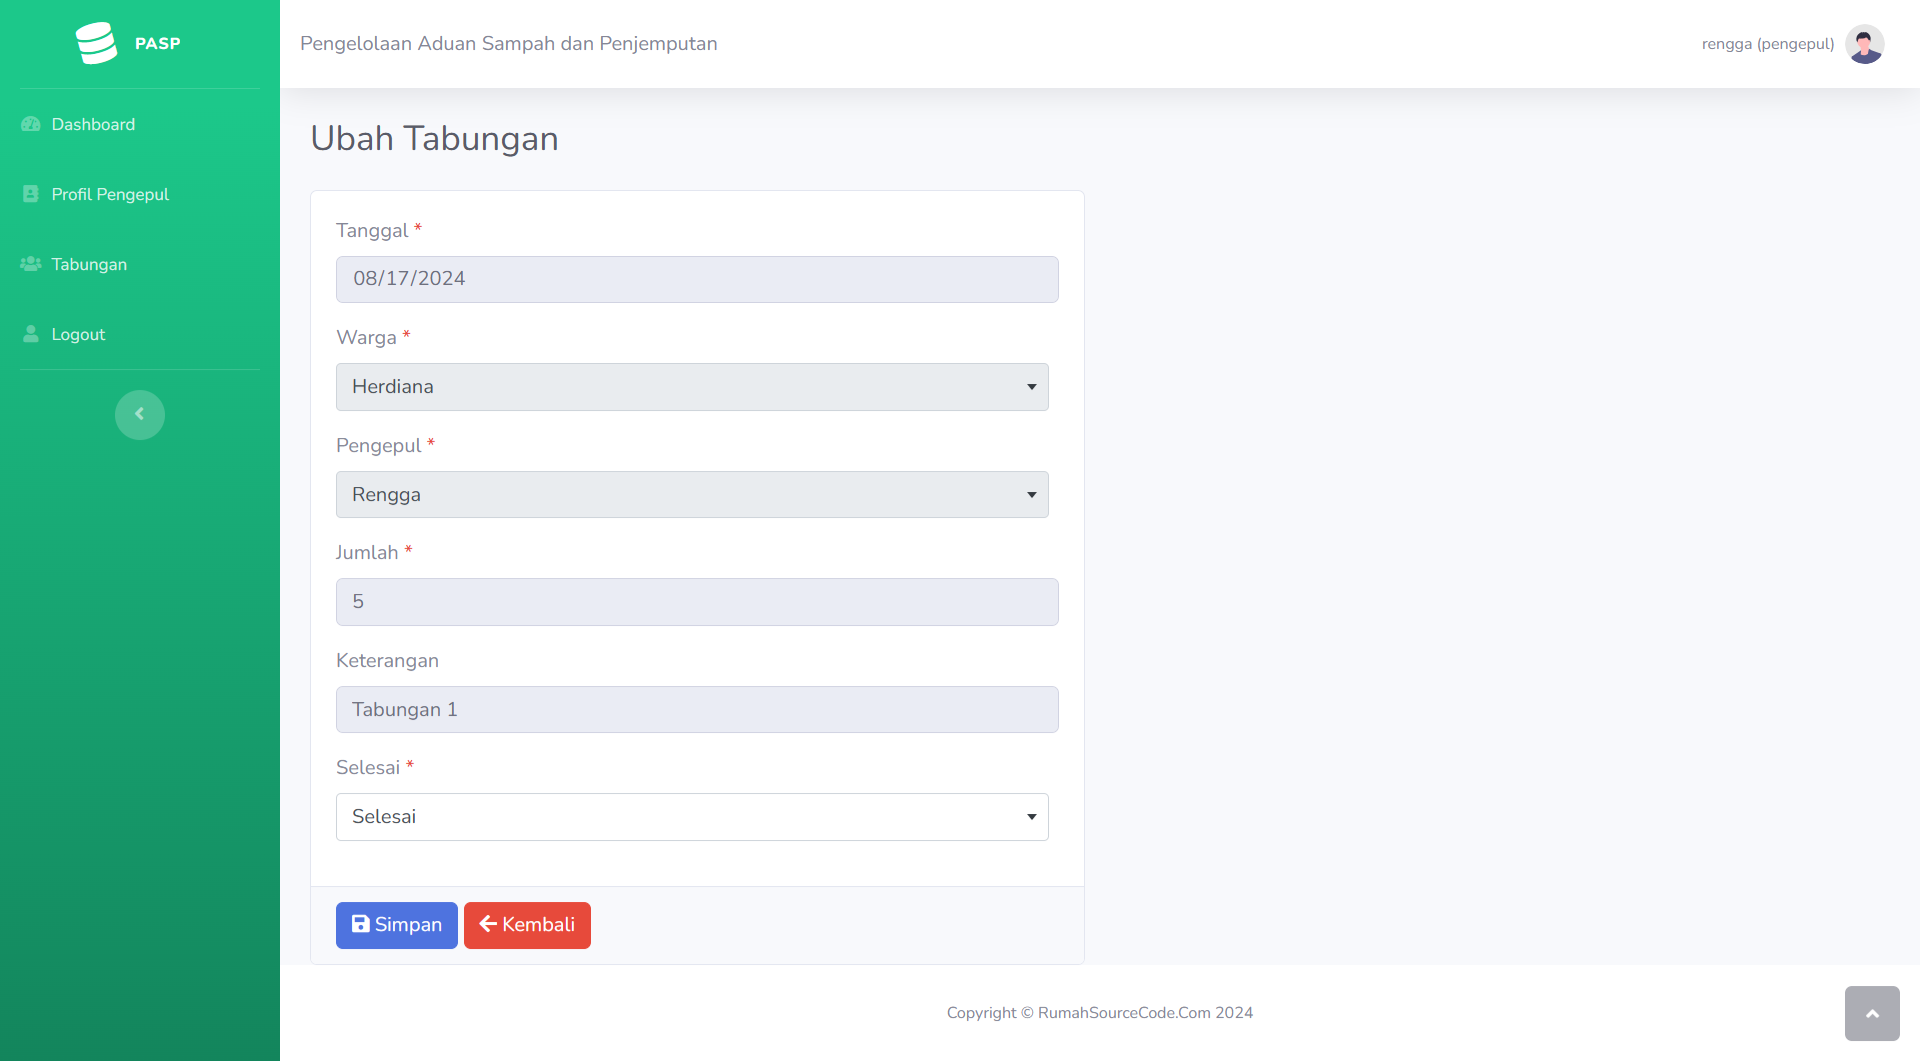 PASP
Pengelolaan Aduan Sampah dan Penjemputan
rengga (pengepul)
Dashboard
Profil Pengepul
Tabungan
Logout
Ubah Tabungan
Tanggal *
08/17/2024
Warga *
Herdiana
Pengepul *
Rengga
Jumlah *
5
Keterangan
Tabungan 1
Selesai *
Selesai
Simpan
Kembali
Copyright © RumahSourceCode.Com 2024